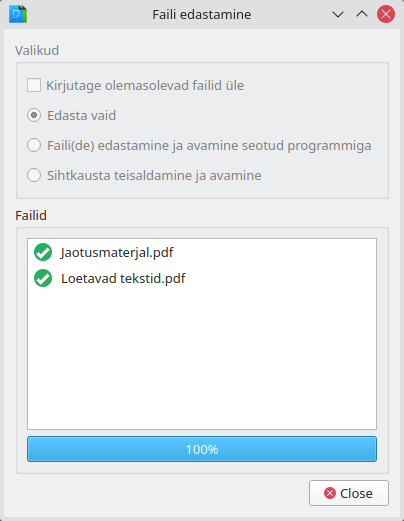 Faili edastamine
Valikud
Kirjutage olemasolevad failid üle
Edasta vaid
Faili(de) edastamine ja avamine seotud programmiga
Sihtkausta teisaldamine ja avamine
Failid
Jaotusmaterjal.pdf
Loetavad tekstid.pdf
100%
Close